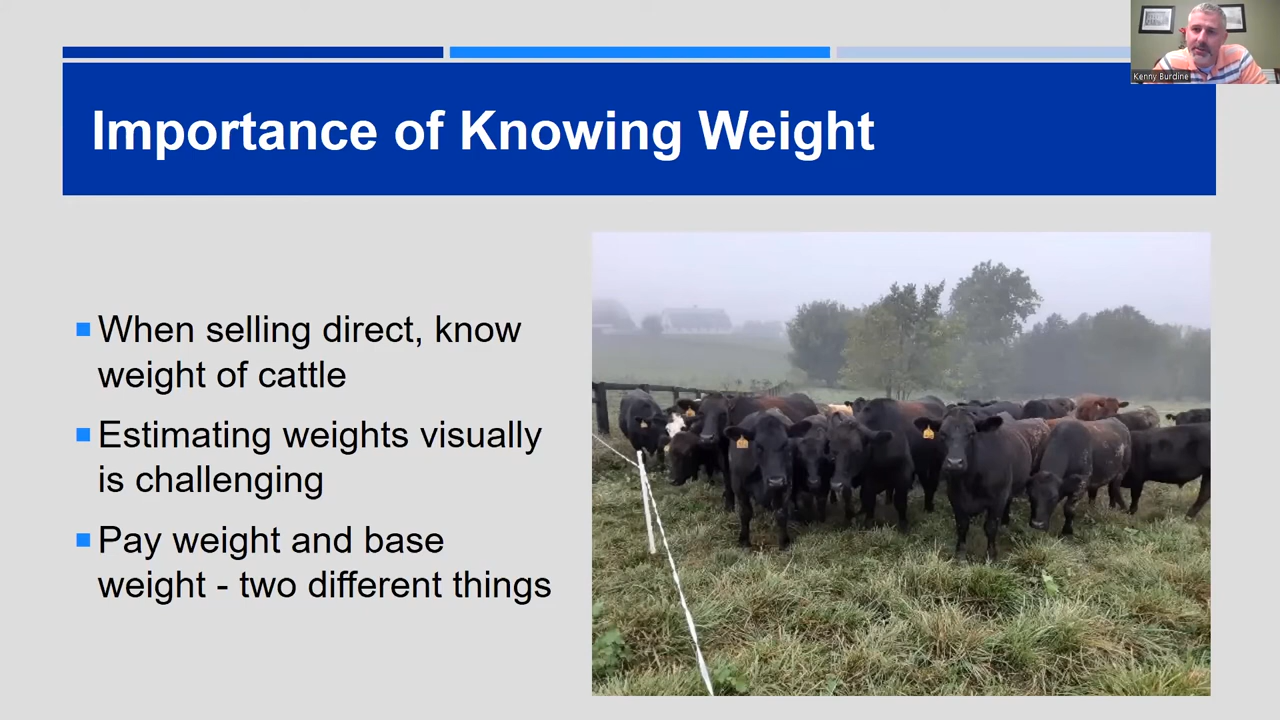 Kenny Burdine
Importance of Knowing Weight
When selling direct, know
weight of cattle
Estimating weights visually
is challenging
Pay weight and base
weight - two different things